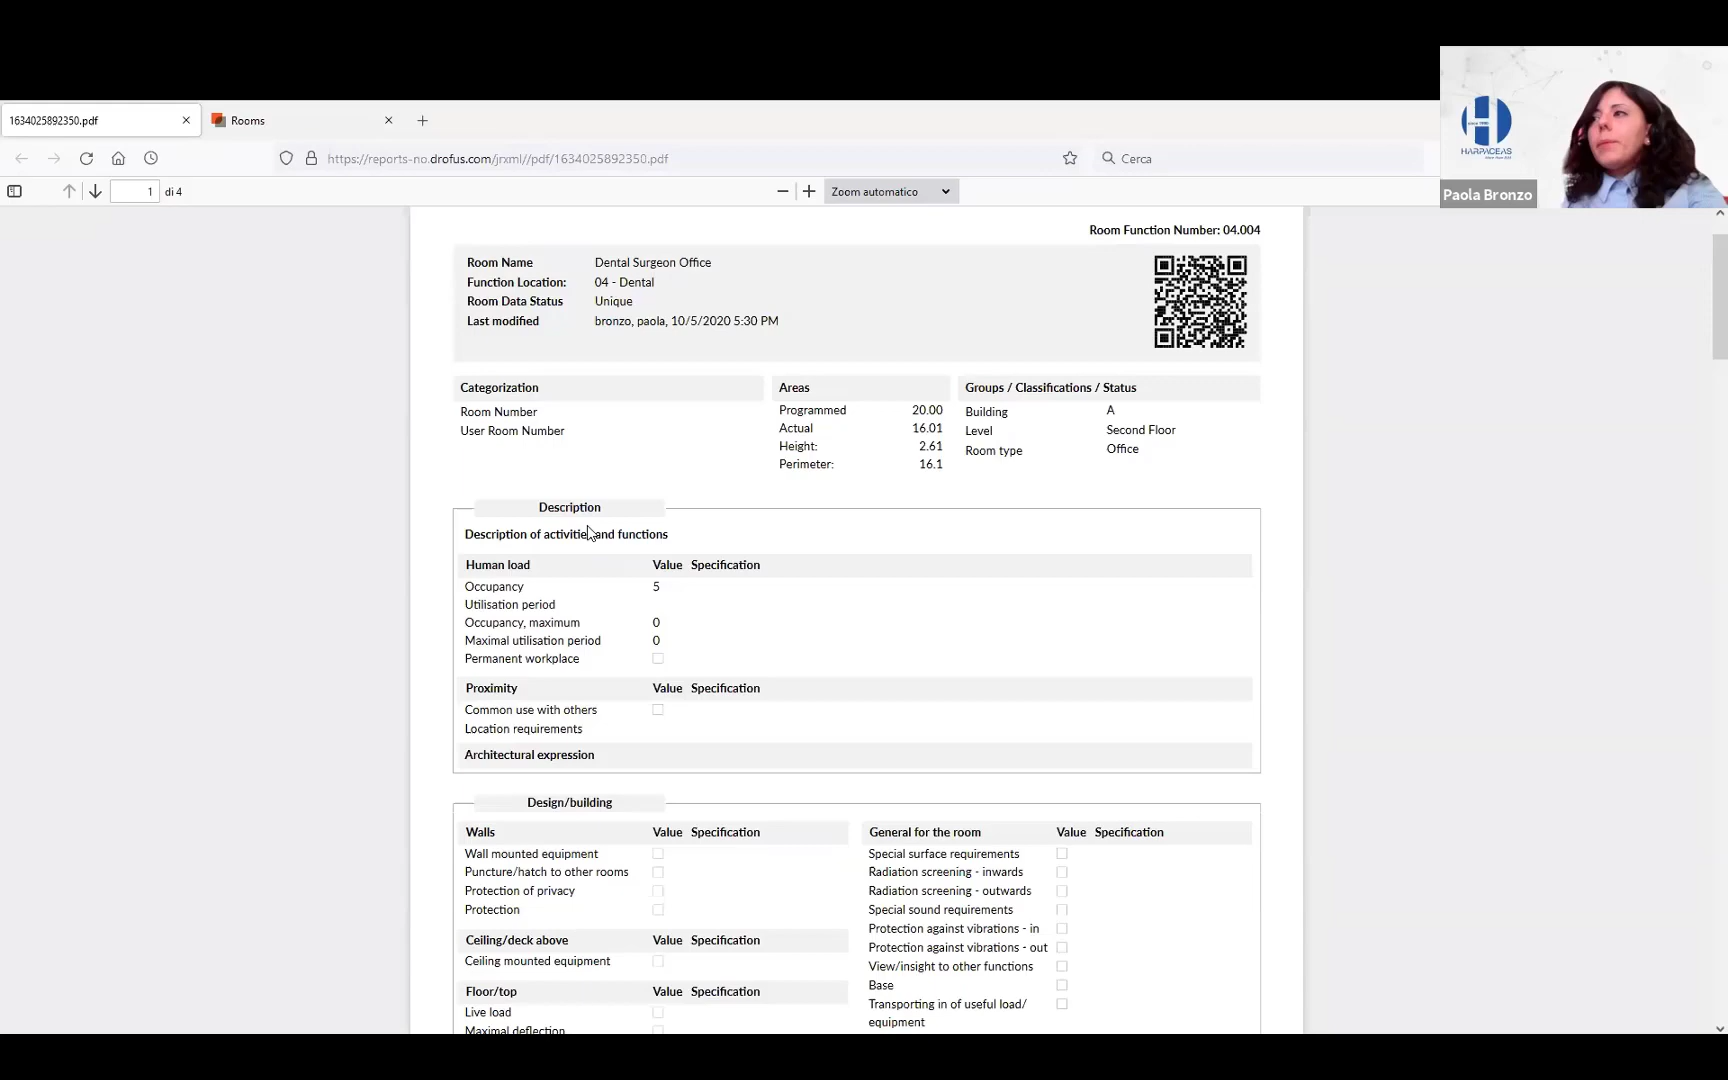 1634025892350.pdf
Rooms
https://reports-no.drofus.com/jrxml//pdf/1634025892350.pdf
Cerca
1 di 4
Zoom automatico
HARPACEAS
Paola Bronzo
Room Function Number: 04.004
Room Name Dental Surgeon Office
Function Location: 04 - Dental
Room Data Status Unique
Last modified bronzo, paola, 10/5/2020 5:30 PM
Categorization
Room Number
User Room Number
Areas
Programmed 20.00
Actual 16.01
Height: 2.61
Perimeter: 16.1
Groups / Classifications / Status
Building A
Level Second Floor
Room type Office
Description
Description of activities and functions
Human load Value Specification
Occupancy 5
Utilisation period
Occupancy, maximum 0
Maximal utilisation period 0
Permanent workplace
Proximity Value Specification
Common use with others
Location requirements
Architectural expression
Design/building
Walls Value Specification
Wall mounted equipment
Puncture/hatch to other rooms
Protection of privacy
Protection
Ceiling/deck above Value Specification
Ceiling mounted equipment
Floor/top Value Specification
Live load
Maximal deflection
General for the room Value Specification
Special surface requirements
Radiation screening - inwards
Radiation screening - outwards
Special sound requirements
Protection against vibrations - in
Protection against vibrations - out
View/insight to other functions
Base
Transporting in of useful load/
equipment